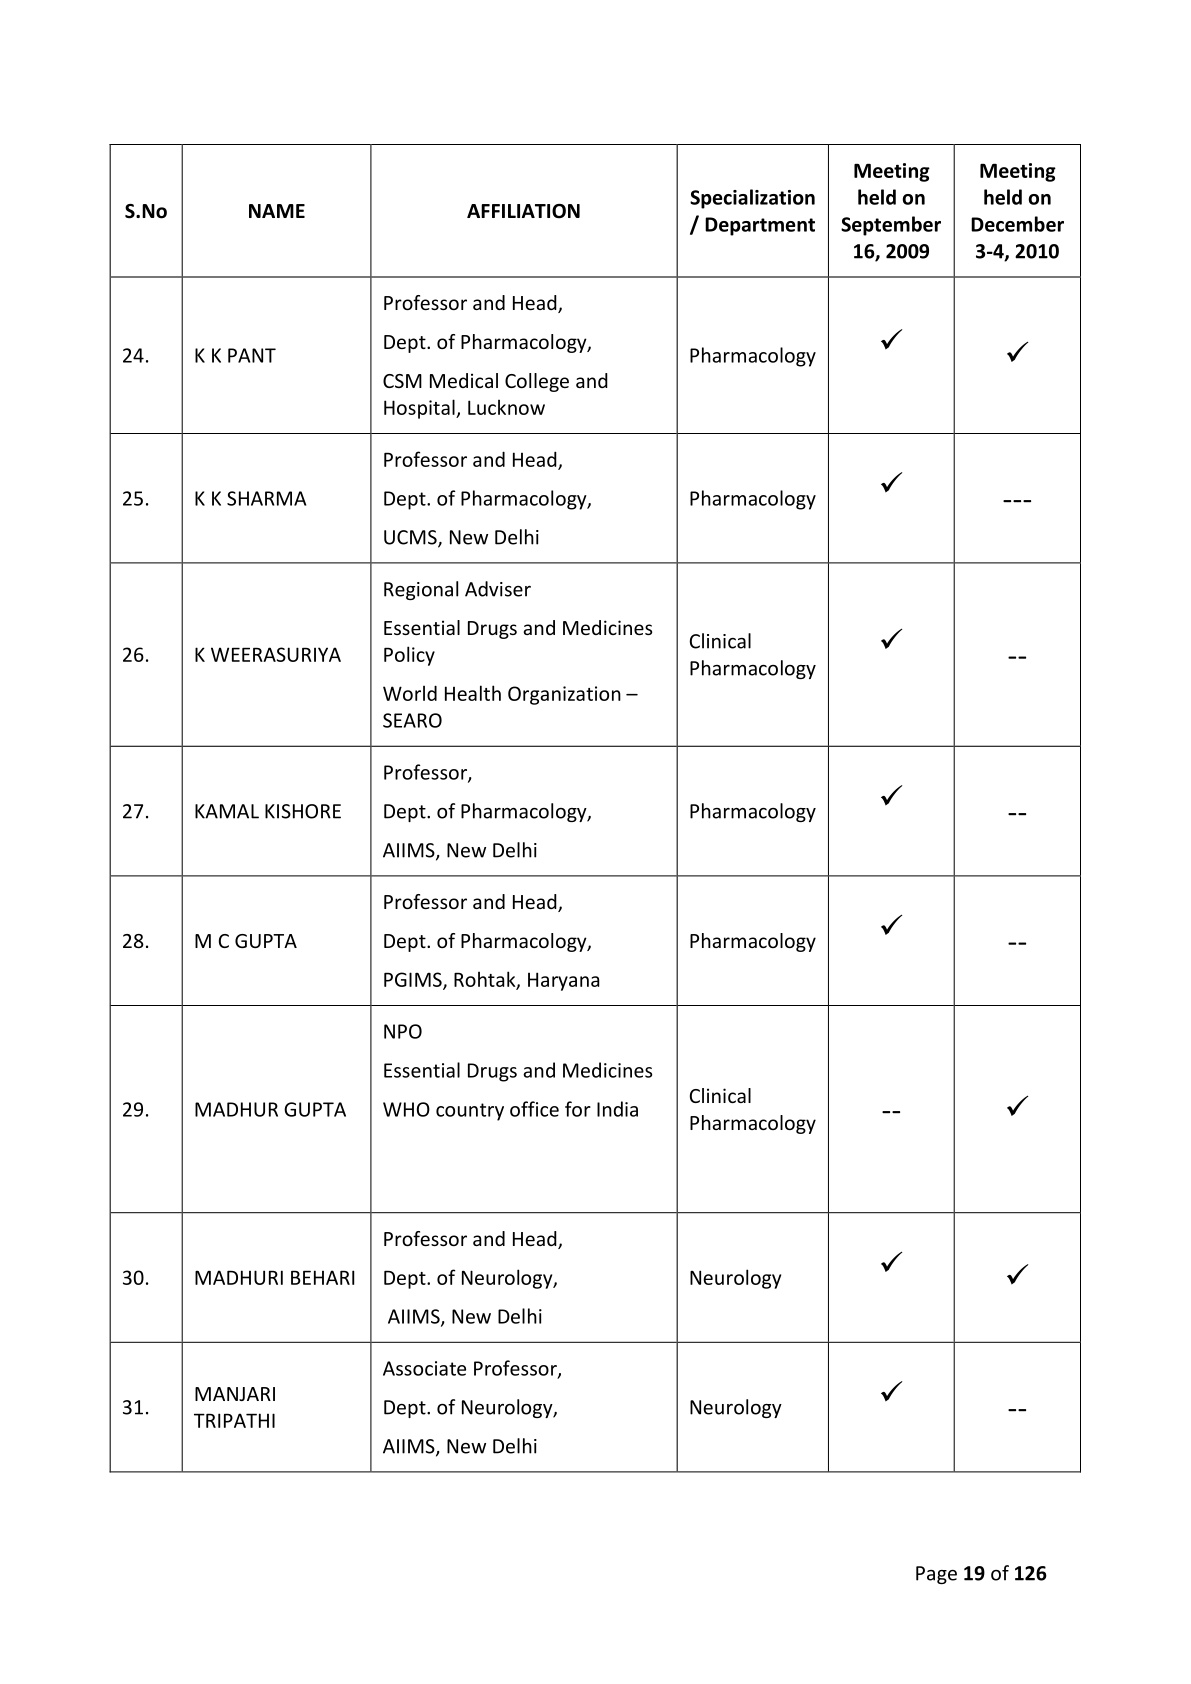 S.No
NAME
AFFILIATION
Specialization
/ Department
Meeting
held on
September
16, 2009
Meeting
held on
December
3-4, 2010
24.
K K PANT
Professor and Head,
Dept. of Pharmacology,
CSM Medical College and
Hospital, Lucknow
Pharmacology
✓
✓
25.
K K SHARMA
Professor and Head,
Dept. of Pharmacology,
UCMS, New Delhi
Pharmacology
✓
---
26.
K WEERASURIYA
Regional Adviser
Essential Drugs and Medicines
Policy
World Health Organization –
SEARO
Clinical
Pharmacology
✓
--
27.
KAMAL KISHORE
Professor,
Dept. of Pharmacology,
AIIMS, New Delhi
Pharmacology
✓
--
28.
M C GUPTA
Professor and Head,
Dept. of Pharmacology,
PGIMS, Rohtak, Haryana
Pharmacology
✓
--
29.
MADHUR GUPTA
NPO
Essential Drugs and Medicines
WHO country office for India
Clinical
Pharmacology
--
✓
30.
MADHURI BEHARI
Professor and Head,
Dept. of Neurology,
AIIMS, New Delhi
Neurology
✓
✓
31.
MANJARI
TRIPATHI
Associate Professor,
Dept. of Neurology,
AIIMS, New Delhi
Neurology
✓
--
Page 19 of 126